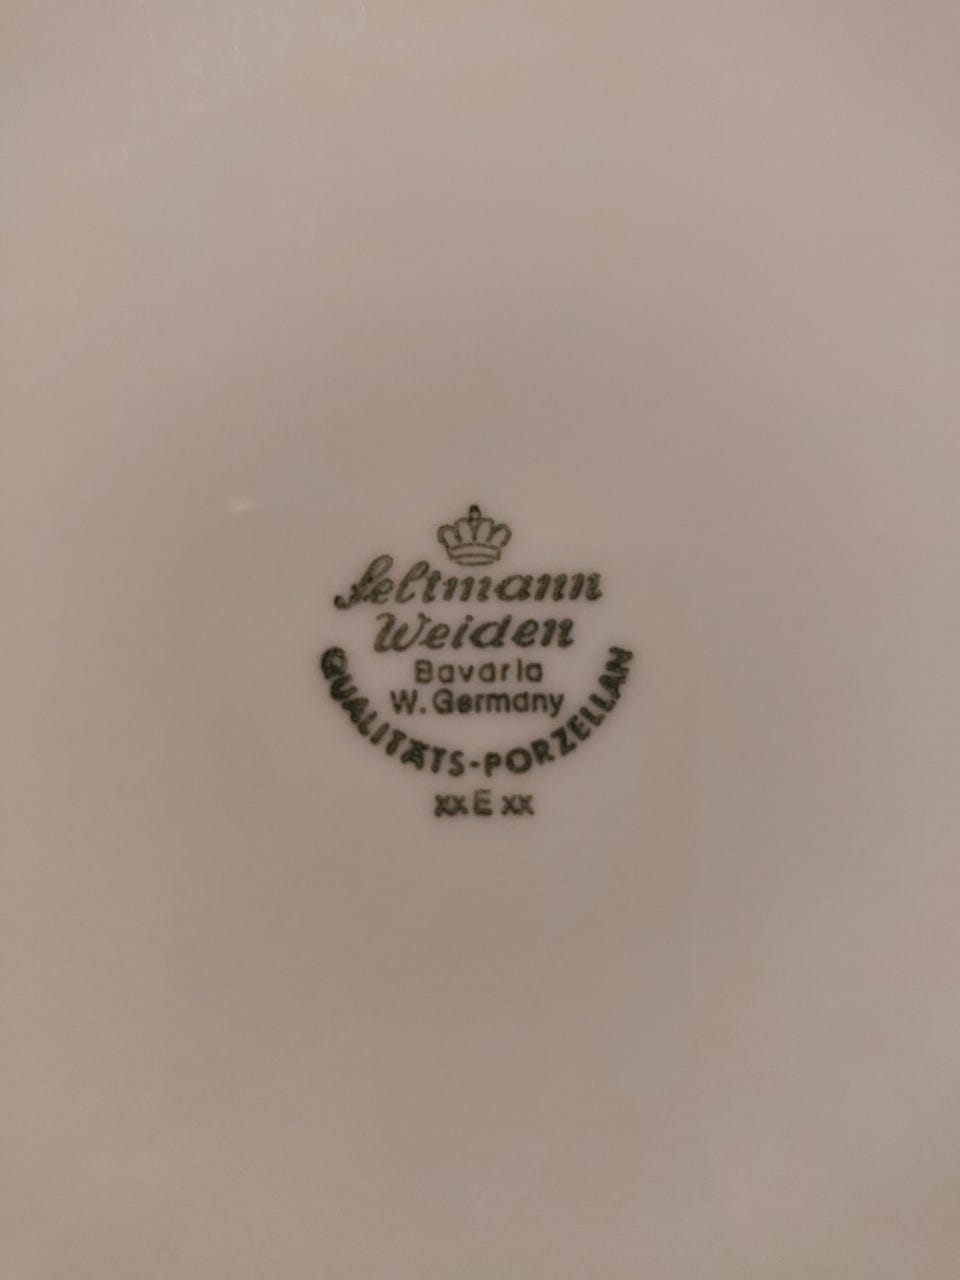 Seltmann
Weiden
Bavaria
W. Germany
QUALITÄTS-PORZELLAN
xx E xx